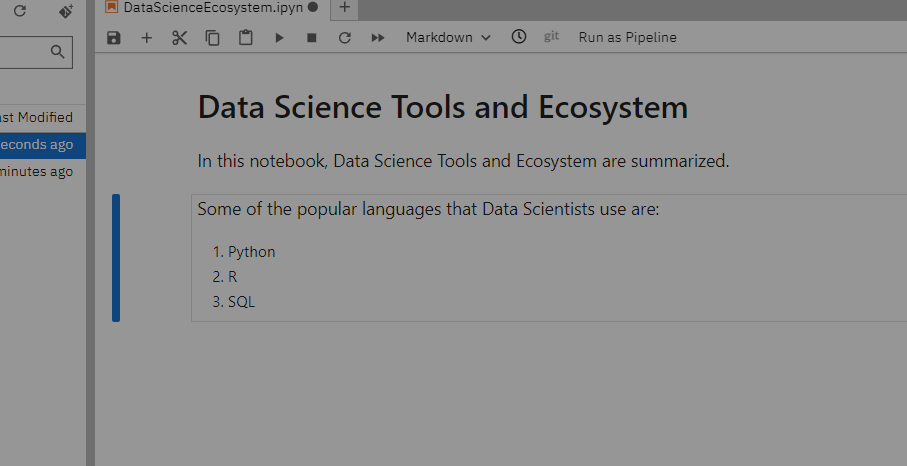 DataScienceEcosystem.ipyn
Markdown
git
Run as Pipeline
ast Modified
econds ago
minutes ago
Data Science Tools and Ecosystem
In this notebook, Data Science Tools and Ecosystem are summarized.
Some of the popular languages that Data Scientists use are:
1. Python
2. R
3. SQL